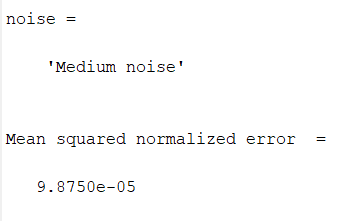 noise =
'Medium noise'
Mean squared normalized error =
9.8750e-05